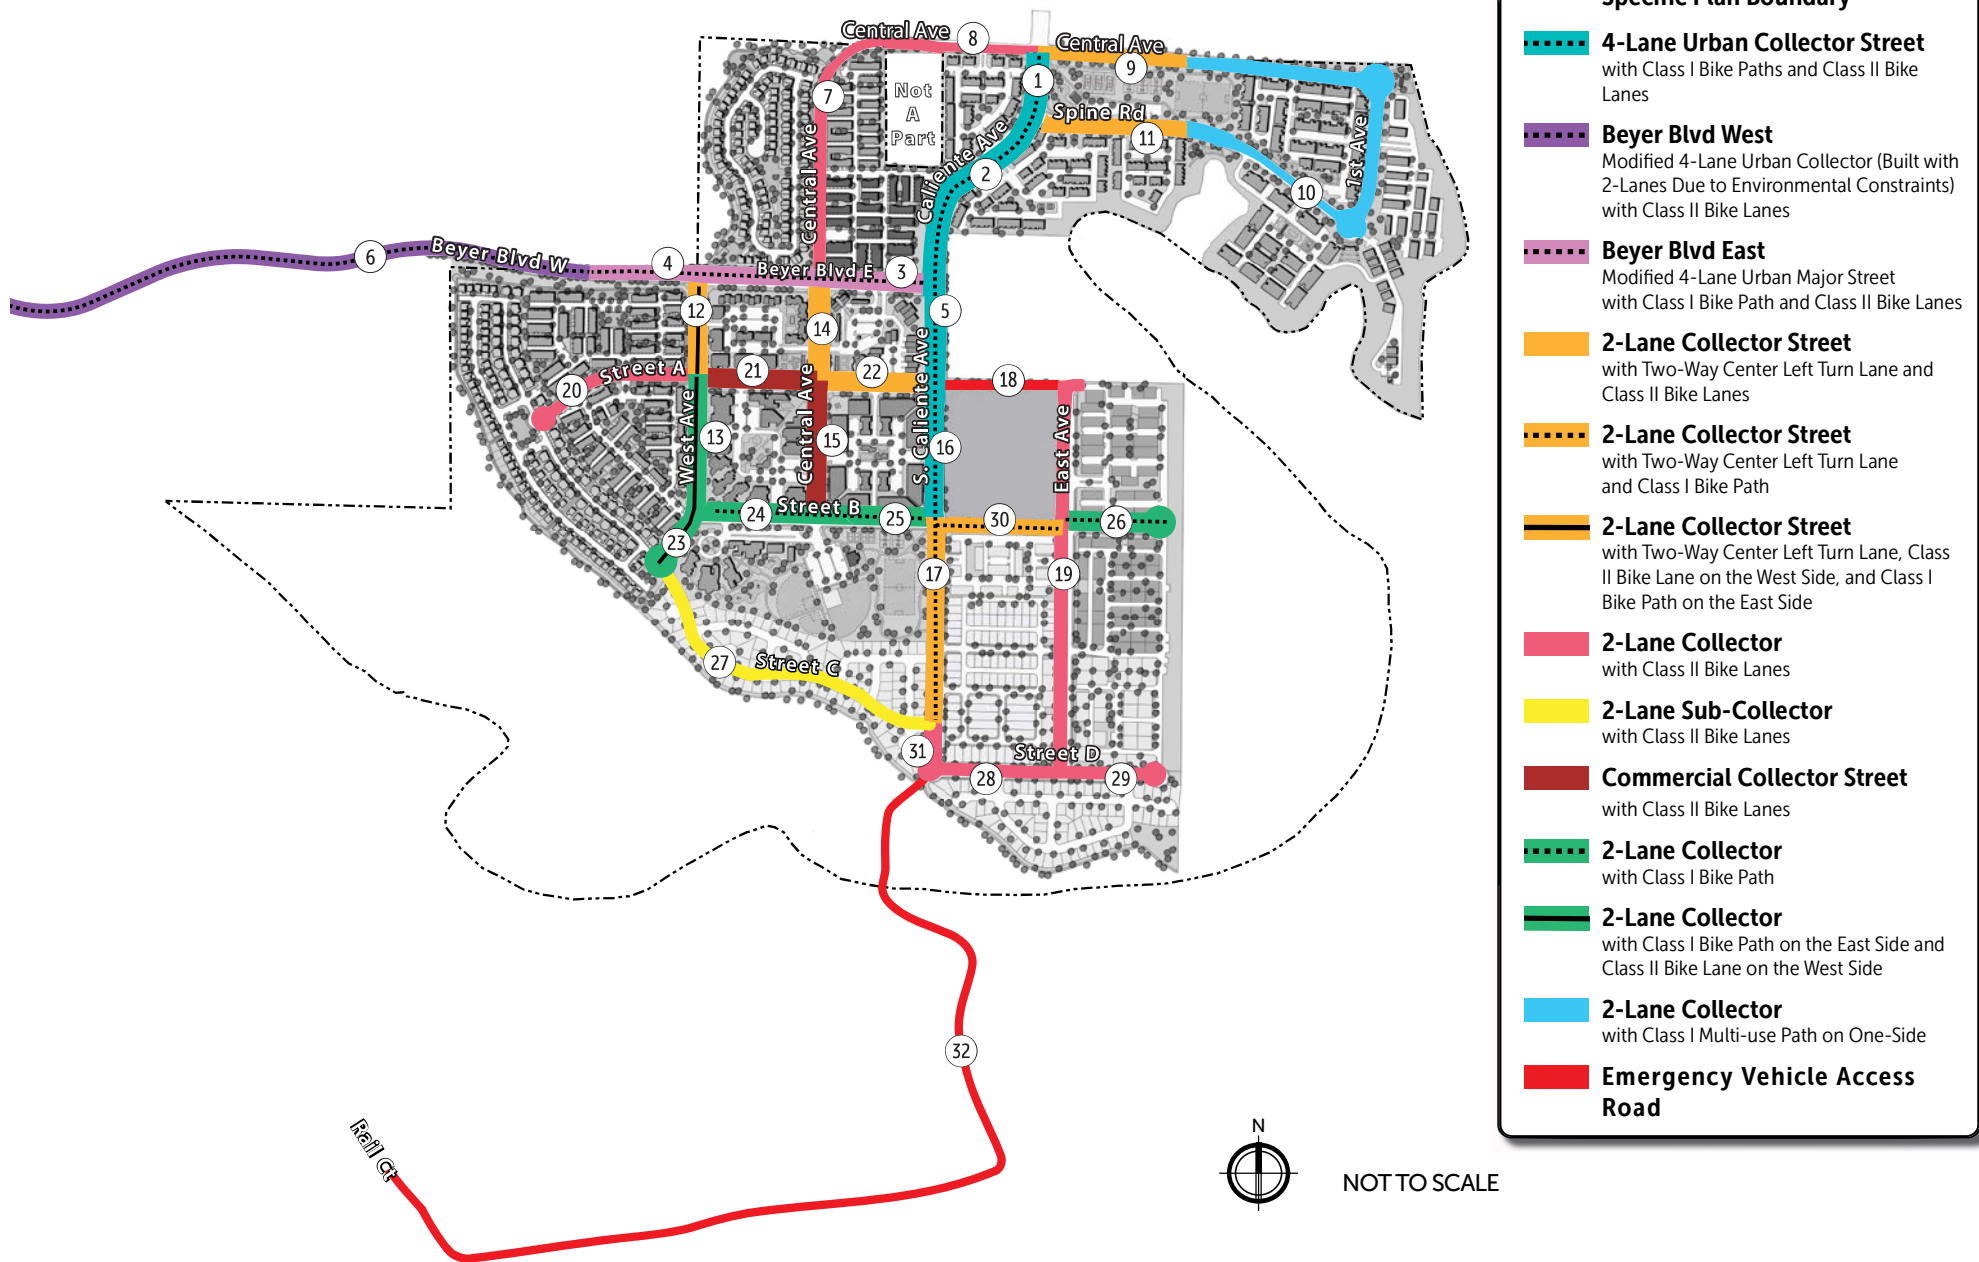 Specific Plan Boundary
4-Lane Urban Collector Street
with Class I Bike Paths and Class II Bike
Lanes
Beyer Blvd West
Modified 4-Lane Urban Collector (Built with
2-Lanes Due to Environmental Constraints)
with Class II Bike Lanes
Beyer Blvd East
Modified 4-Lane Urban Major Street
with Class I Bike Path and Class II Bike Lanes
2-Lane Collector Street
with Two-Way Center Left Turn Lane and
Class II Bike Lanes
2-Lane Collector Street
with Two-Way Center Left Turn Lane
and Class I Bike Path
2-Lane Collector Street
with Two-Way Center Left Turn Lane, Class
II Bike Lane on the West Side, and Class I
Bike Path on the East Side
2-Lane Collector
with Class II Bike Lanes
2-Lane Sub-Collector
with Class II Bike Lanes
Commercial Collector Street
with Class II Bike Lanes
2-Lane Collector
with Class I Bike Path
2-Lane Collector
with Class I Bike Path on the East Side and
Class II Bike Lane on the West Side
2-Lane Collector
with Class I Multi-use Path on One-Side
Emergency Vehicle Access
Road
Central Ave
8
Central Ave
9
1
7
Not
A
Part
Spine Rd
11
Central Ave
Caliente Ave
2
1st Ave
10
6
Beyer Blvd W
4
Beyer Blvd E
3
12
14
5
S. Caliente Ave
Street A
20
21
22
18
West Ave
13
Central Ave
15
16
East Ave
Street B
24
25
30
26
23
17
19
27
Street C
31
Street D
28
29
32
Rail Ct
N
NOT TO SCALE